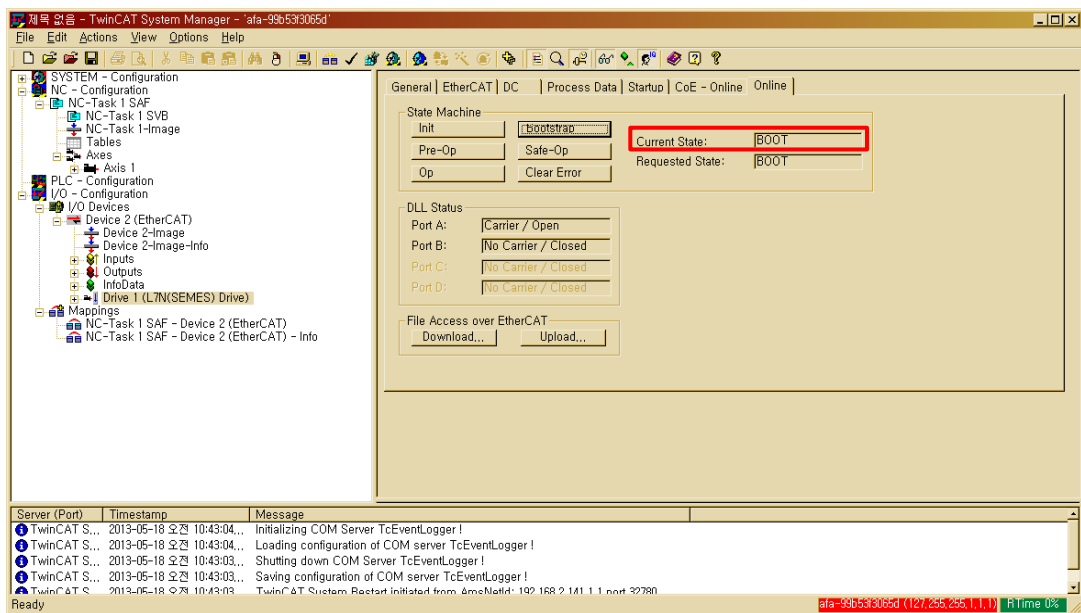 제목 없음 - TwinCAT System Manager - 'afa-99b53f3065d'
File Edit Actions View Options Help
SYSTEM - Configuration
NC - Configuration
NC-Task 1 SAF
NC-Task 1 SVB
NC-Task 1-Image
Tables
Axes
Axis 1
PLC - Configuration
I/O - Configuration
I/O Devices
Device 2 (EtherCAT)
Device 2-Image
Device 2-Image-Info
Inputs
Outputs
InfoData
Drive 1 (L7N(SEMES) Drive)
Mappings
NC-Task 1 SAF - Device 2 (EtherCAT)
NC-Task 1 SAF - Device 2 (EtherCAT) - Info
General EtherCAT DC Process Data Startup CoE - Online Online
State Machine
Init Bootstrap
Pre-Op Safe-Op
Op Clear Error
Current State: BOOT
Requested State: BOOT
DLL Status
Port A: Carrier / Open
Port B: No Carrier / Closed
Port C: No Carrier / Closed
Port D: No Carrier / Closed
File Access over EtherCAT
Download... Upload...
Server (Port) Timestamp Message
TwinCAT S... 2013-05-18 오전 10:43:04... Initializing COM Server TcEventLogger !
TwinCAT S... 2013-05-18 오전 10:43:04... Loading configuration of COM server TcEventLogger !
TwinCAT S... 2013-05-18 오전 10:43:03... Shutting down COM Server TcEventLogger !
TwinCAT S... 2013-05-18 오전 10:43:03... Saving configuration of COM server TcEventLogger !
TwinCAT S... 2013-05-18 오전 10:43:03... TwinCAT System Restart initiated from AmsNetId: 192.168.2.141.1.1 port 32780
Ready afa-99b53f3065d (127.255.255.1.1.1) RTime 0%